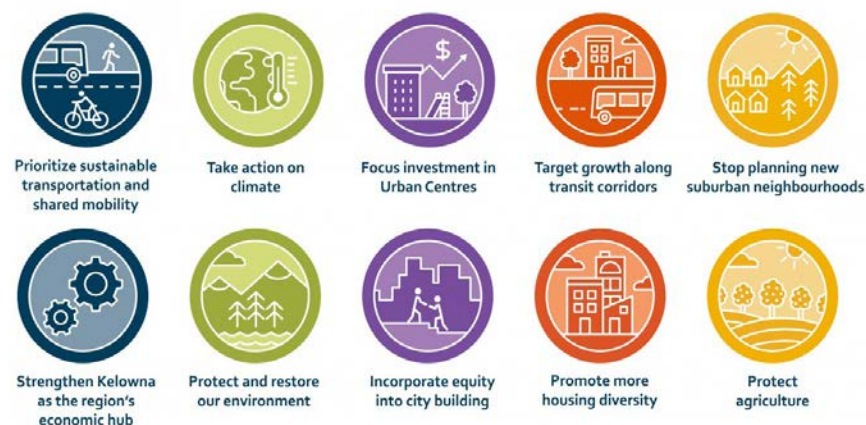 $
Prioritize sustainable
transportation and
shared mobility
Take action on
climate
Focus investment in
Urban Centres
Target growth along
transit corridors
Stop planning new
suburban neighbourhoods
Strengthen Kelowna
as the region's
economic hub
Protect and restore
our environment
Incorporate equity
into city building
Promote more
housing diversity
Protect
agriculture